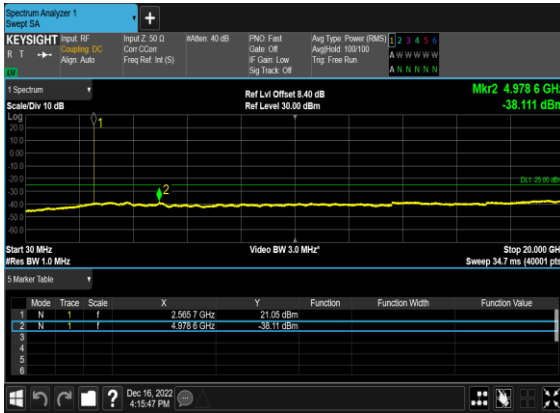 Spectrum Analyzer 1
Swept SA
+
KEYSIGHT Input: RF Input Z: 50 Ω #Atten: 40 dB PNO: Fast Avg Type: Power (RMS) 1 2 3 4 5 6
R T Coupling: DC Corr CCorr Gate: Off Avg|Hold: 100/100 A W W W W W
Align: Auto Freq Ref: Int (S) IF Gain: Low Trig: Free Run
Sig Track: Off A N N N N N
1 Spectrum Ref Lvl Offset 8.40 dB Mkr2 4.978 6 GHz
Scale/Div 10 dB Ref Level 30.00 dBm -38.111 dBm
Log
20.0
10.0
0.00
-10.0
-20.0
DL1 -25.00 dBm
-30.0
-40.0
-50.0
-60.0
1
2
Start 30 MHz Video BW 3.0 MHz* Stop 20.000 GHz
#Res BW 1.0 MHz Sweep 34.7 ms (40001 pts)
5 Marker Table
Mode Trace Scale X Y Function Function Width Function Value
1 N 1 f 2.565 7 GHz 21.05 dBm
2 N 1 f 4.978 6 GHz -38.11 dBm
3
4
5
6
? Dec 16, 2022
4:15:47 PM